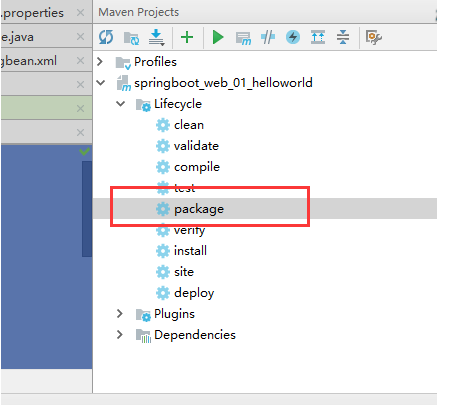 .properties
e.java
gbean.xml
Maven Projects
Profiles
springboot_web_01_helloworld
Lifecycle
clean
validate
compile
test
package
verify
install
site
deploy
Plugins
Dependencies